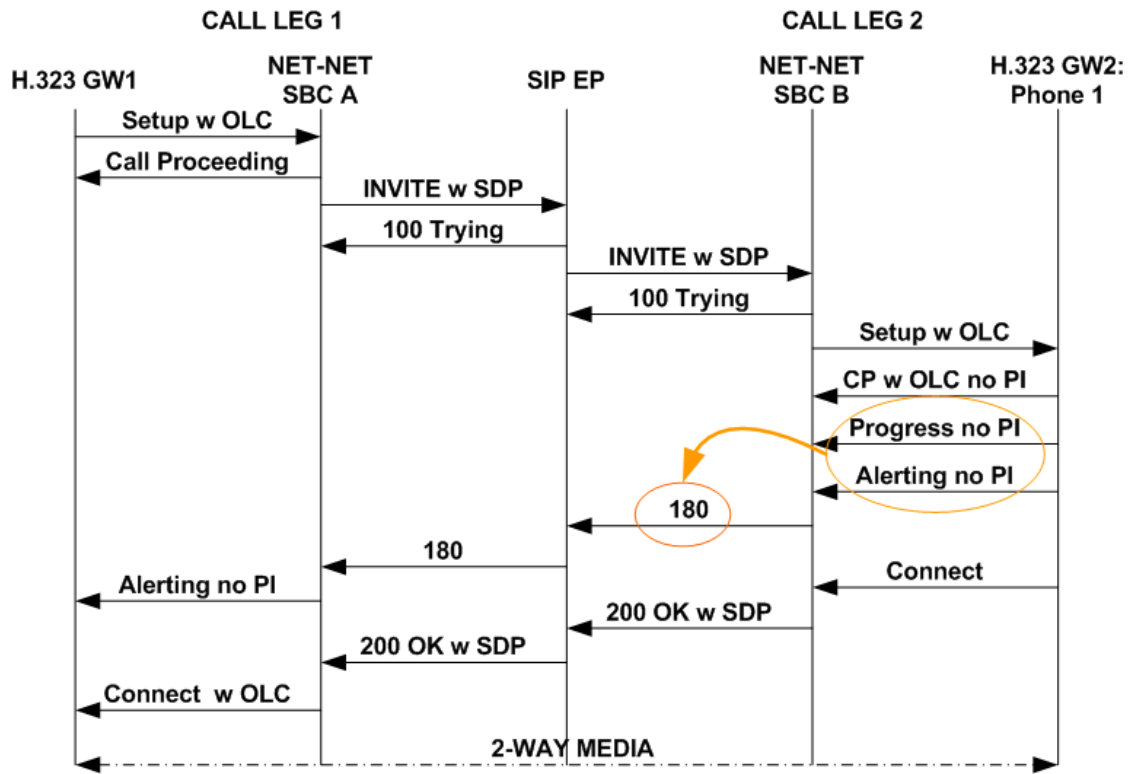 CALL LEG 1
CALL LEG 2
H.323 GW1
NET-NET
SBC A
SIP EP
NET-NET
SBC B
H.323 GW2:
Phone 1
Setup w OLC
Call Proceeding
INVITE w SDP
100 Trying
INVITE w SDP
100 Trying
Setup w OLC
CP w OLC no PI
Progress no PI
Alerting no PI
180
180
Connect
Alerting no PI
200 OK w SDP
200 OK w SDP
Connect w OLC
2-WAY MEDIA